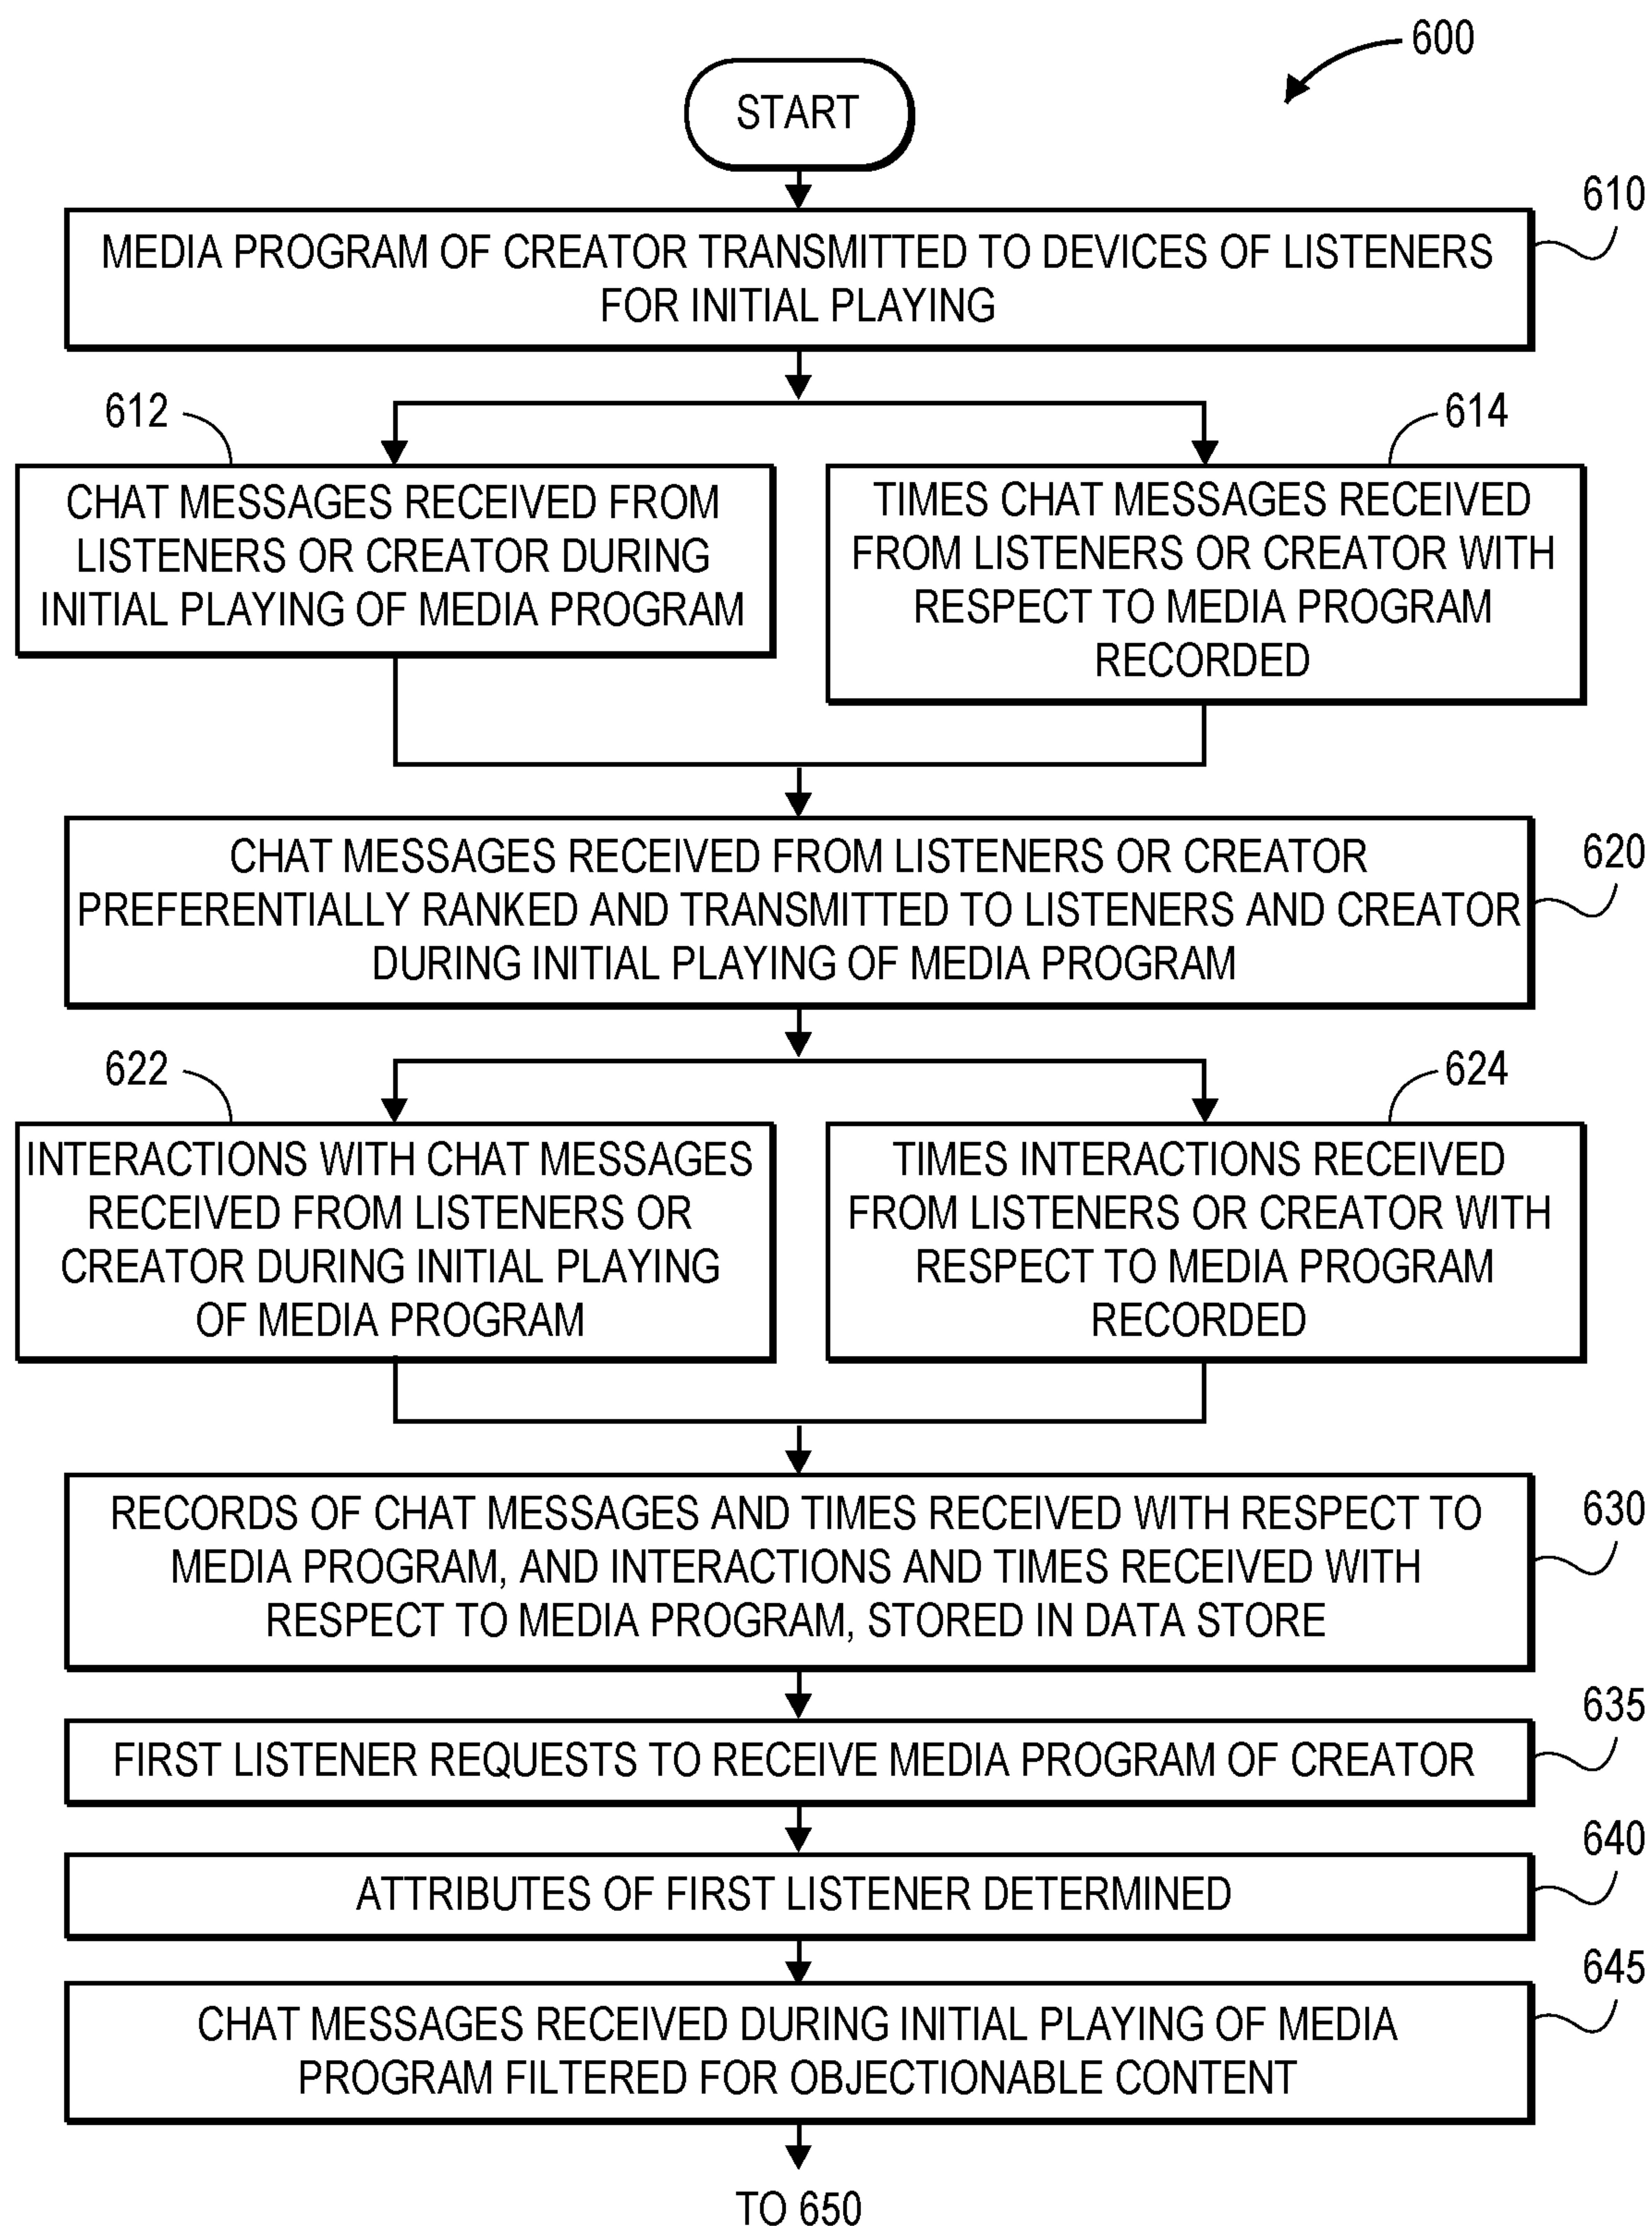 600
START
610
MEDIA PROGRAM OF CREATOR TRANSMITTED TO DEVICES OF LISTENERS
FOR INITIAL PLAYING
612
CHAT MESSAGES RECEIVED FROM
LISTENERS OR CREATOR DURING
INITIAL PLAYING OF MEDIA PROGRAM
614
TIMES CHAT MESSAGES RECEIVED
FROM LISTENERS OR CREATOR WITH
RESPECT TO MEDIA PROGRAM
RECORDED
620
CHAT MESSAGES RECEIVED FROM LISTENERS OR CREATOR
PREFERENTIALLY RANKED AND TRANSMITTED TO LISTENERS AND CREATOR
DURING INITIAL PLAYING OF MEDIA PROGRAM
622
INTERACTIONS WITH CHAT MESSAGES
RECEIVED FROM LISTENERS OR
CREATOR DURING INITIAL PLAYING
OF MEDIA PROGRAM
624
TIMES INTERACTIONS RECEIVED
FROM LISTENERS OR CREATOR WITH
RESPECT TO MEDIA PROGRAM
RECORDED
630
RECORDS OF CHAT MESSAGES AND TIMES RECEIVED WITH RESPECT TO
MEDIA PROGRAM, AND INTERACTIONS AND TIMES RECEIVED WITH
RESPECT TO MEDIA PROGRAM, STORED IN DATA STORE
635
FIRST LISTENER REQUESTS TO RECEIVE MEDIA PROGRAM OF CREATOR
640
ATTRIBUTES OF FIRST LISTENER DETERMINED
645
CHAT MESSAGES RECEIVED DURING INITIAL PLAYING OF MEDIA
PROGRAM FILTERED FOR OBJECTIONABLE CONTENT
TO 650